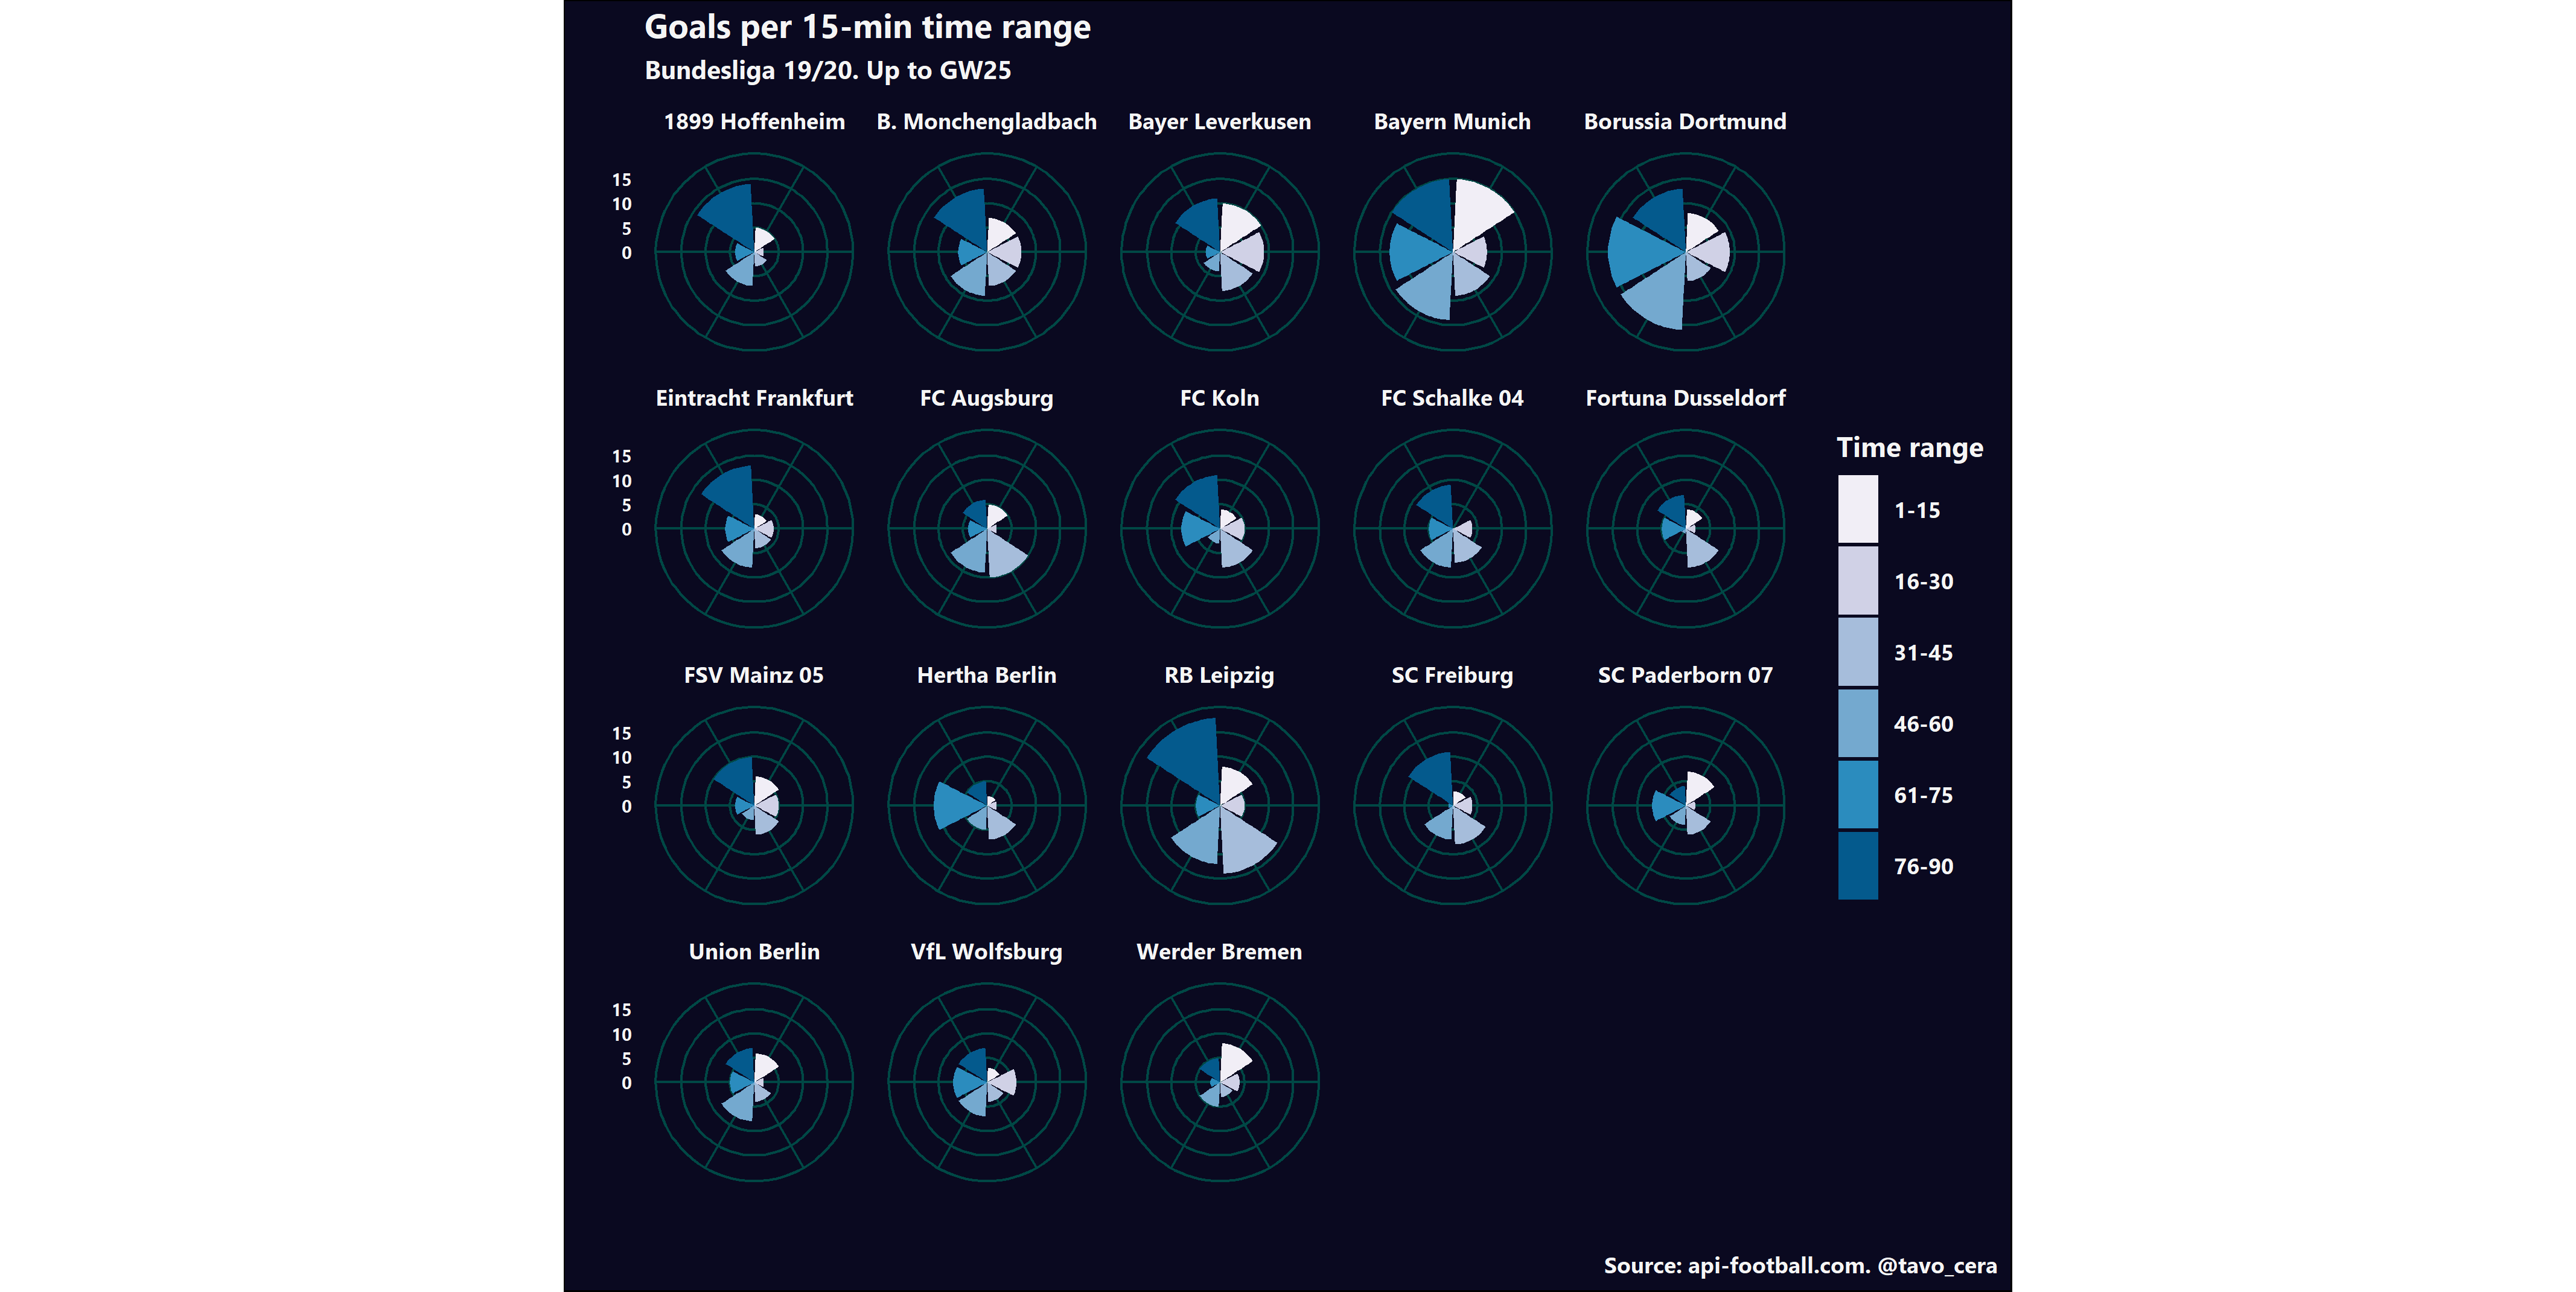 Goals per 15-min time range
Bundesliga 19/20. Up to GW25
1899 Hoffenheim
B. Monchengladbach
Bayer Leverkusen
Bayern Munich
Borussia Dortmund
15
10
5
0
Eintracht Frankfurt
FC Augsburg
FC Koln
FC Schalke 04
Fortuna Dusseldorf
15
10
5
0
FSV Mainz 05
Hertha Berlin
RB Leipzig
SC Freiburg
SC Paderborn 07
15
10
5
0
Union Berlin
VfL Wolfsburg
Werder Bremen
15
10
5
0
Time range
1-15
16-30
31-45
46-60
61-75
76-90
Source: api-football.com. @tavo_cera